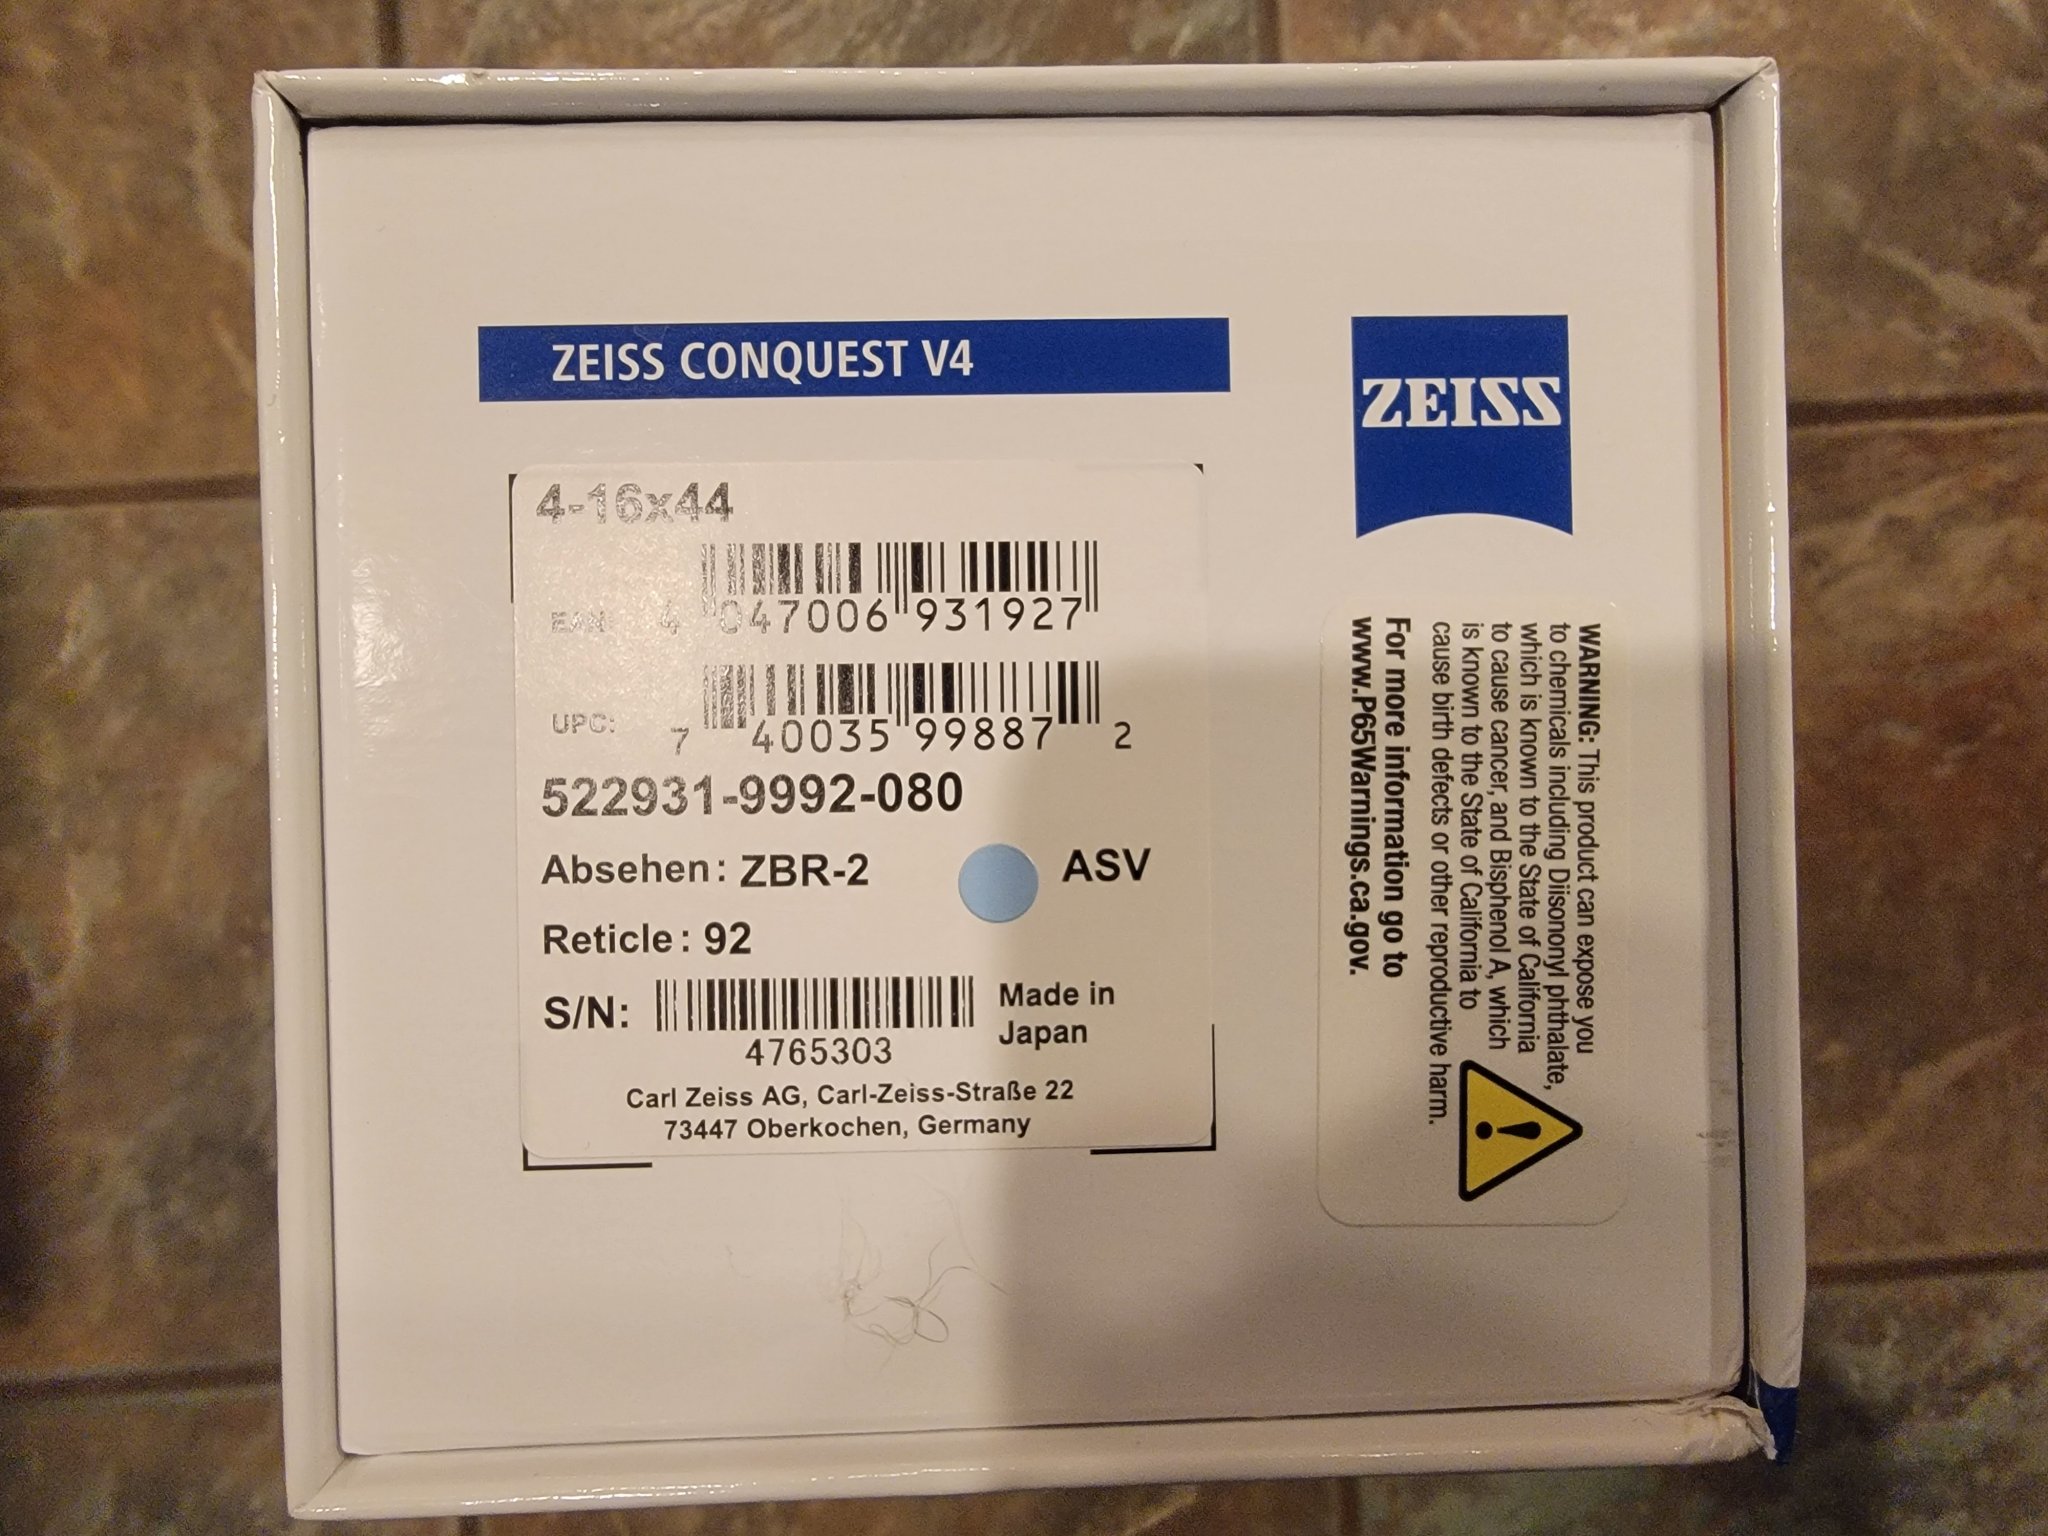 ZEISS CONQUEST V4
ZEISS
4-16x44
EAN: 4 047006 931927
UPC: 7 40035 99887 2
522931-9992-080
Absehen: ZBR-2 ASV
Reticle: 92
S/N:
4765303
Made in
Japan
Carl Zeiss AG, Carl-Zeiss-Straße 22
73447 Oberkochen, Germany
WARNING: This product can expose you
to chemicals including Diisononyl phthalate,
which is known to the State of California
to cause cancer, and Bisphenol A, which
is known to the State of California to
cause birth defects or other reproductive harm.
For more information go to
www.P65Warnings.ca.gov.